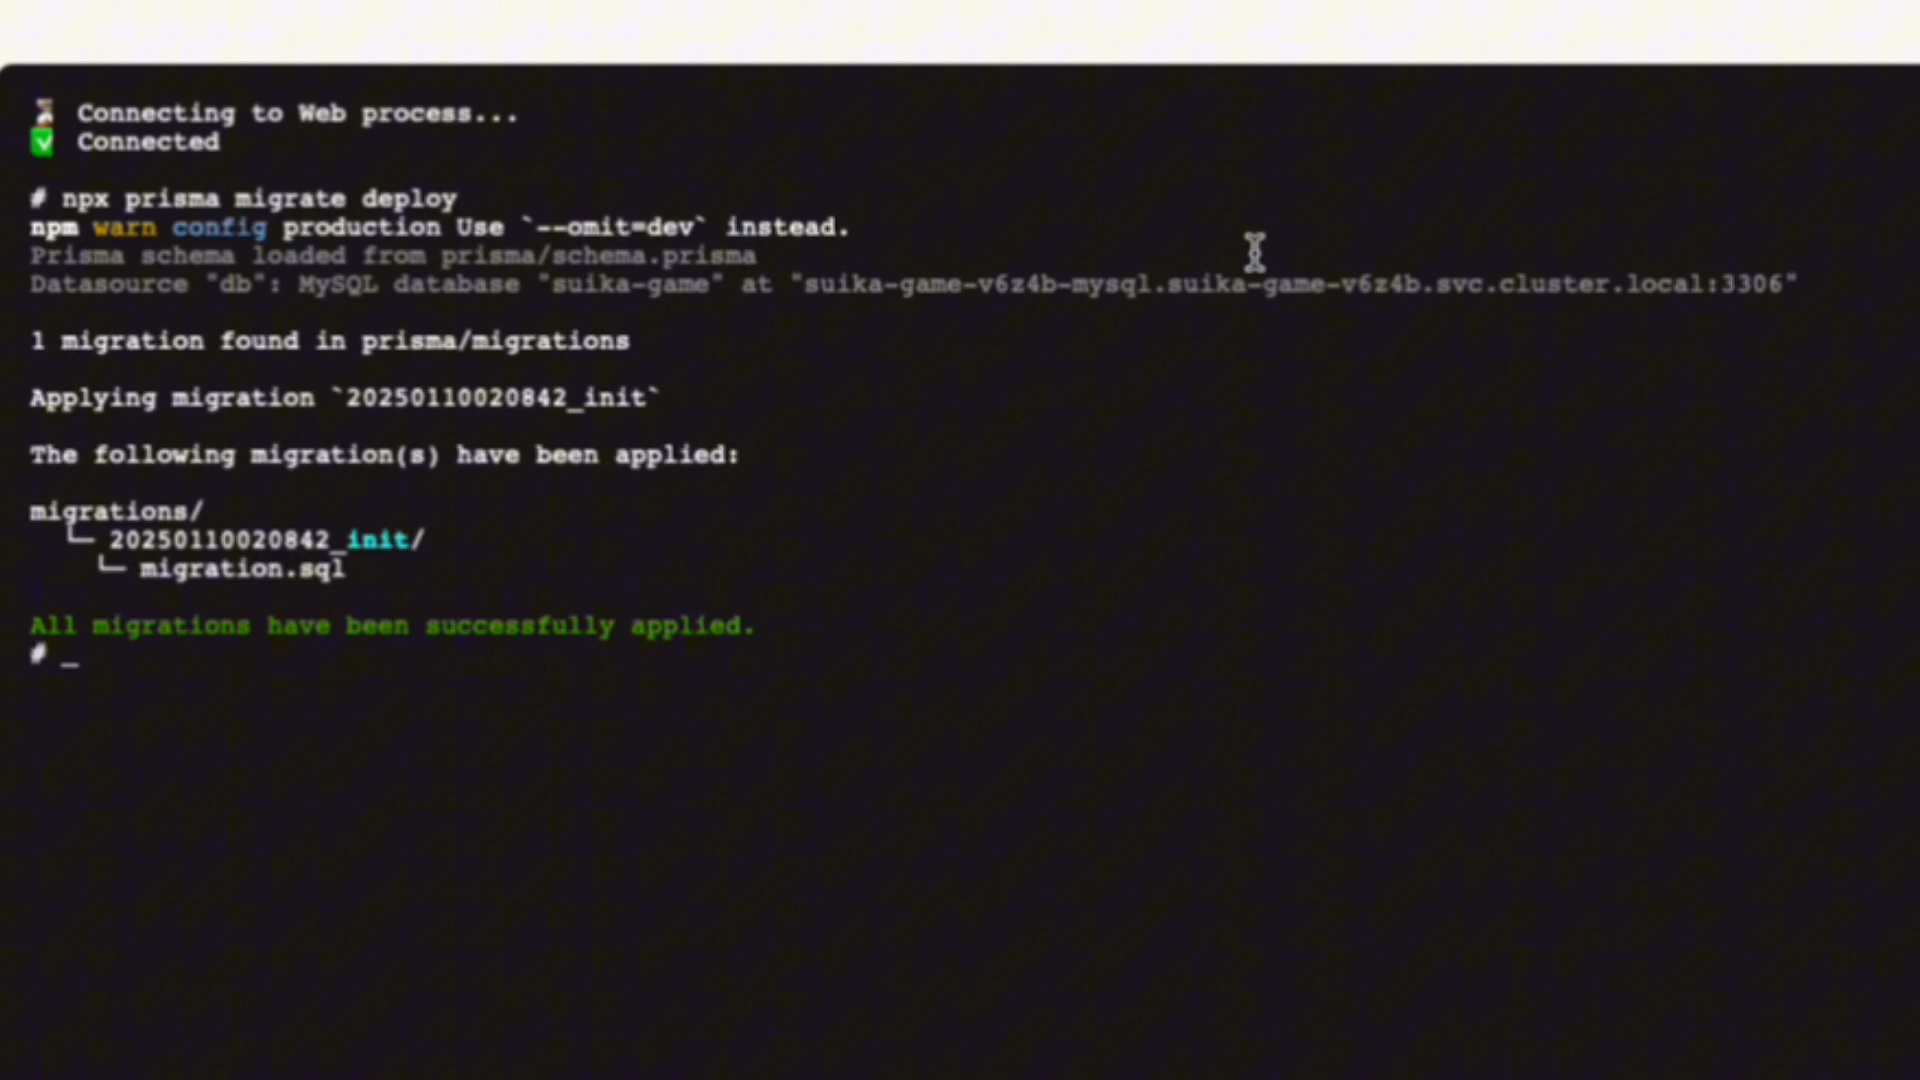 ⏳ Connecting to Web process...
✅ Connected
# npx prisma migrate deploy
npm warn config production Use `--omit=dev` instead.
Prisma schema loaded from prisma/schema.prisma
Datasource "db": MySQL database "suika-game" at "suika-game-v6z4b-mysql.suika-game-v6z4b.svc.cluster.local:3306"
1 migration found in prisma/migrations
Applying migration `20250110020842_init`
The following migration(s) have been applied:
migrations/
└─ 20250110020842_init/
└─ migration.sql
All migrations have been successfully applied.
# _